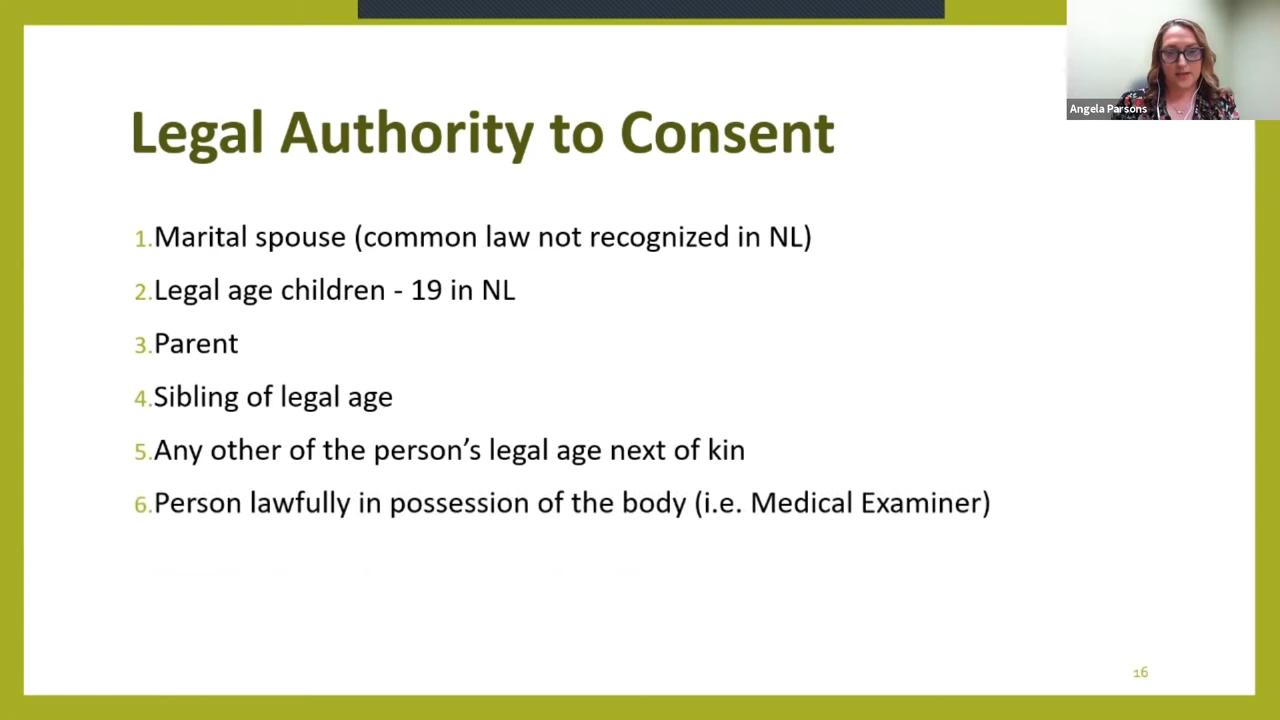 Angela Parsons
Legal Authority to Consent
1.Marital spouse (common law not recognized in NL)
2.Legal age children - 19 in NL
3.Parent
4.Sibling of legal age
5.Any other of the person's legal age next of kin
6.Person lawfully in possession of the body (i.e. Medical Examiner)
16